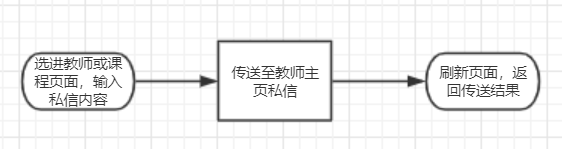 选进教师或课
程页面，输入
私信内容
传送至教师主
页私信
刷新页面，返
回传送结果